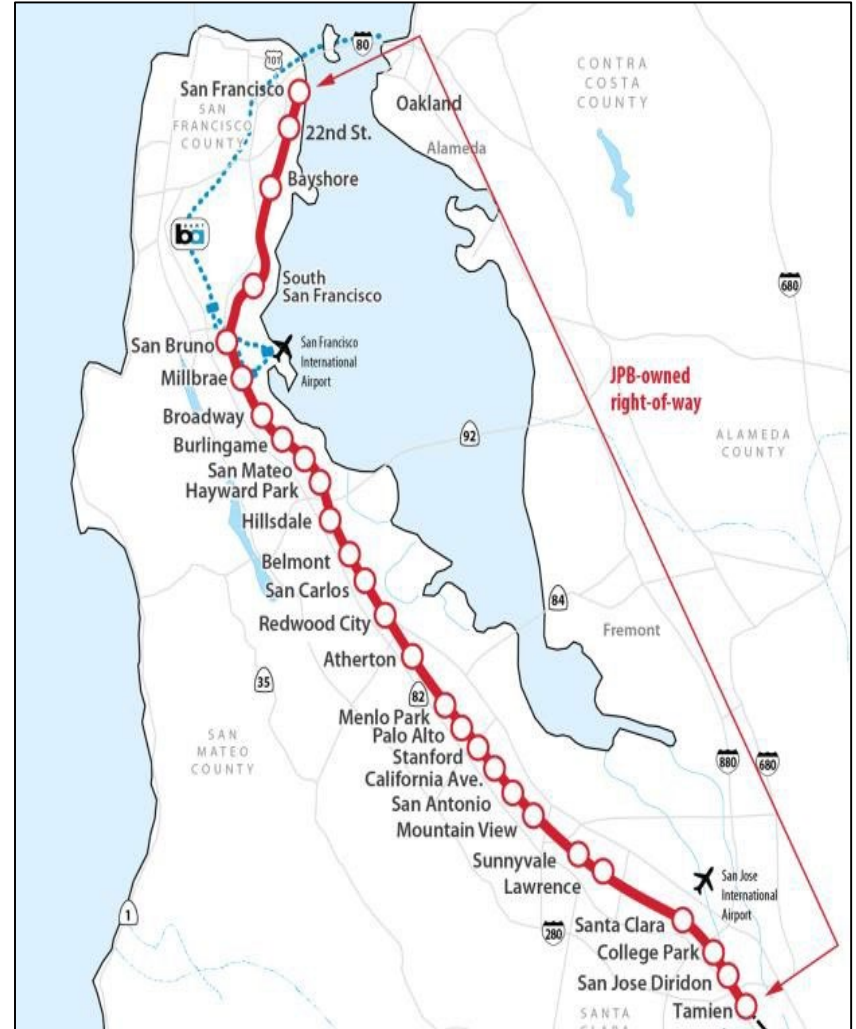 80
101
San Francisco
SAN
FRANCISCO
COUNTY
22nd St.
Bayshore
Oakland
Alameda
CONTRA
COSTA
COUNTY
680
BART
ba
South
San Francisco
San Bruno
San Francisco
International
Airport
Millbrae
JPB-owned
right-of-way
Broadway
Burlingame
San Mateo
Hayward Park
Hillsdale
92
ALAMEDA
COUNTY
Belmont
San Carlos
Redwood City
84
Fremont
Atherton
35
82
SAN
MATEO
COUNTY
Menlo Park
Palo Alto
Stanford
California Ave.
San Antonio
Mountain View
880
680
Sunnyvale
Lawrence
San Jose
International
Airport
1
280
Santa Clara
College Park
San Jose Diridon
Tamien
SANTA
CLARA